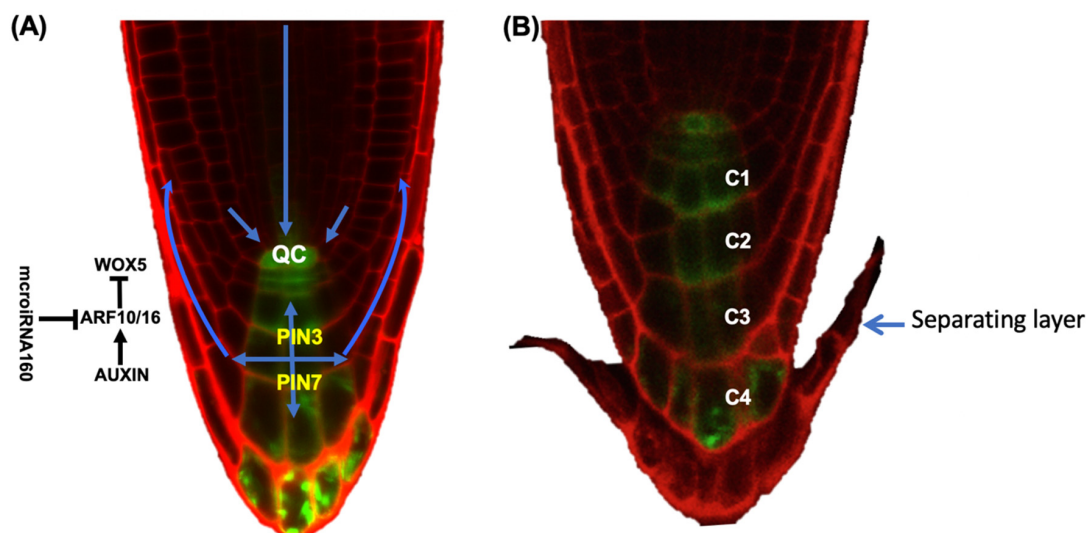 (A)
QC
WOX5
mcroiRNA160
ARF10/16
AUXIN
PIN3
PIN7
(B)
C1
C2
C3
C4
Separating layer